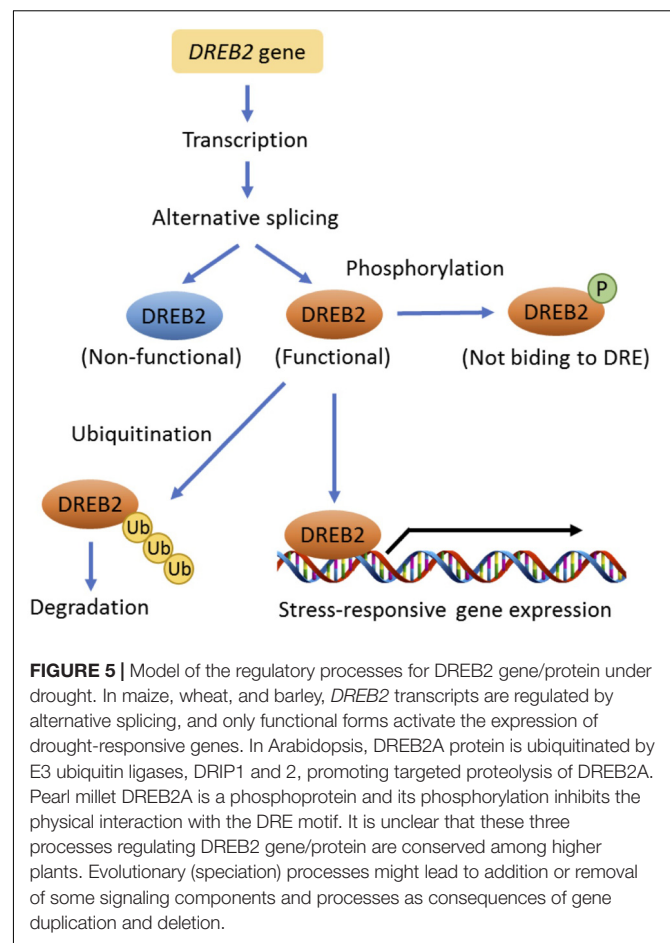 DREB2 gene
Transcription
Alternative splicing
Phosphorylation
DREB2
DREB2
DREB2
P
(Non-functional)
(Functional)
(Not biding to DRE)
Ubiquitination
DREB2
Ub
Ub
Ub
DREB2
Degradation
Stress-responsive gene expression
FIGURE 5 | Model of the regulatory processes for DREB2 gene/protein under
drought. In maize, wheat, and barley, DREB2 transcripts are regulated by
alternative splicing, and only functional forms activate the expression of
drought-responsive genes. In Arabidopsis, DREB2A protein is ubiquitinated by
E3 ubiquitin ligases, DRIP1 and 2, promoting targeted proteolysis of DREB2A.
Pearl millet DREB2A is a phosphoprotein and its phosphorylation inhibits the
physical interaction with the DRE motif. It is unclear that these three
processes regulating DREB2 gene/protein are conserved among higher
plants. Evolutionary (speciation) processes might lead to addition or removal
of some signaling components and processes as consequences of gene
duplication and deletion.